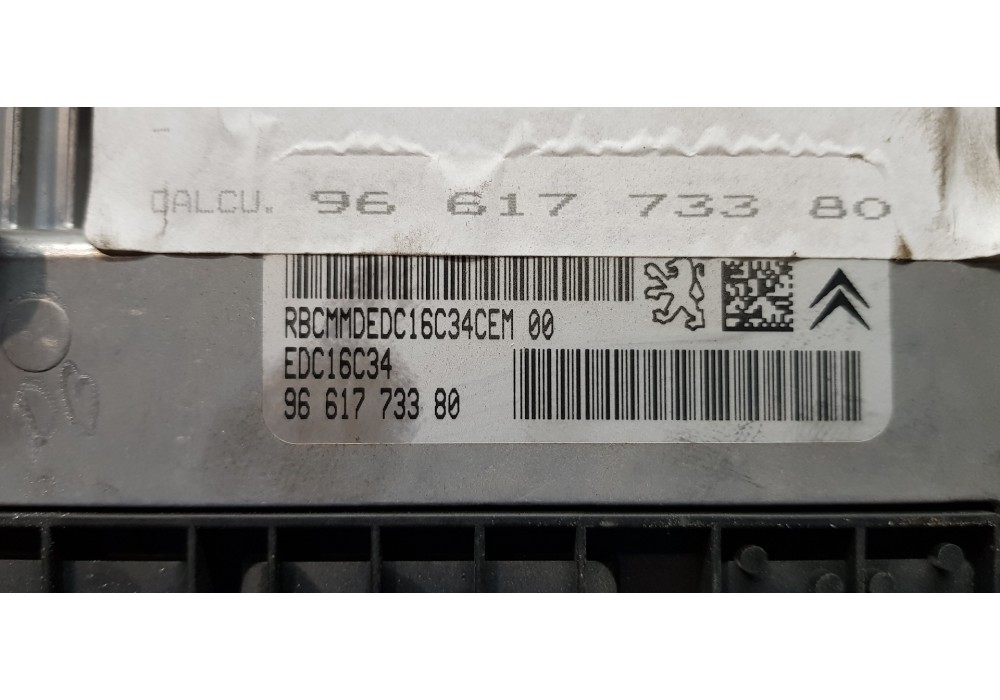 CALCU. 96 617 733 80
RBCMMDEDC16C34CEM 00
EDC16C34
96 617 733 80